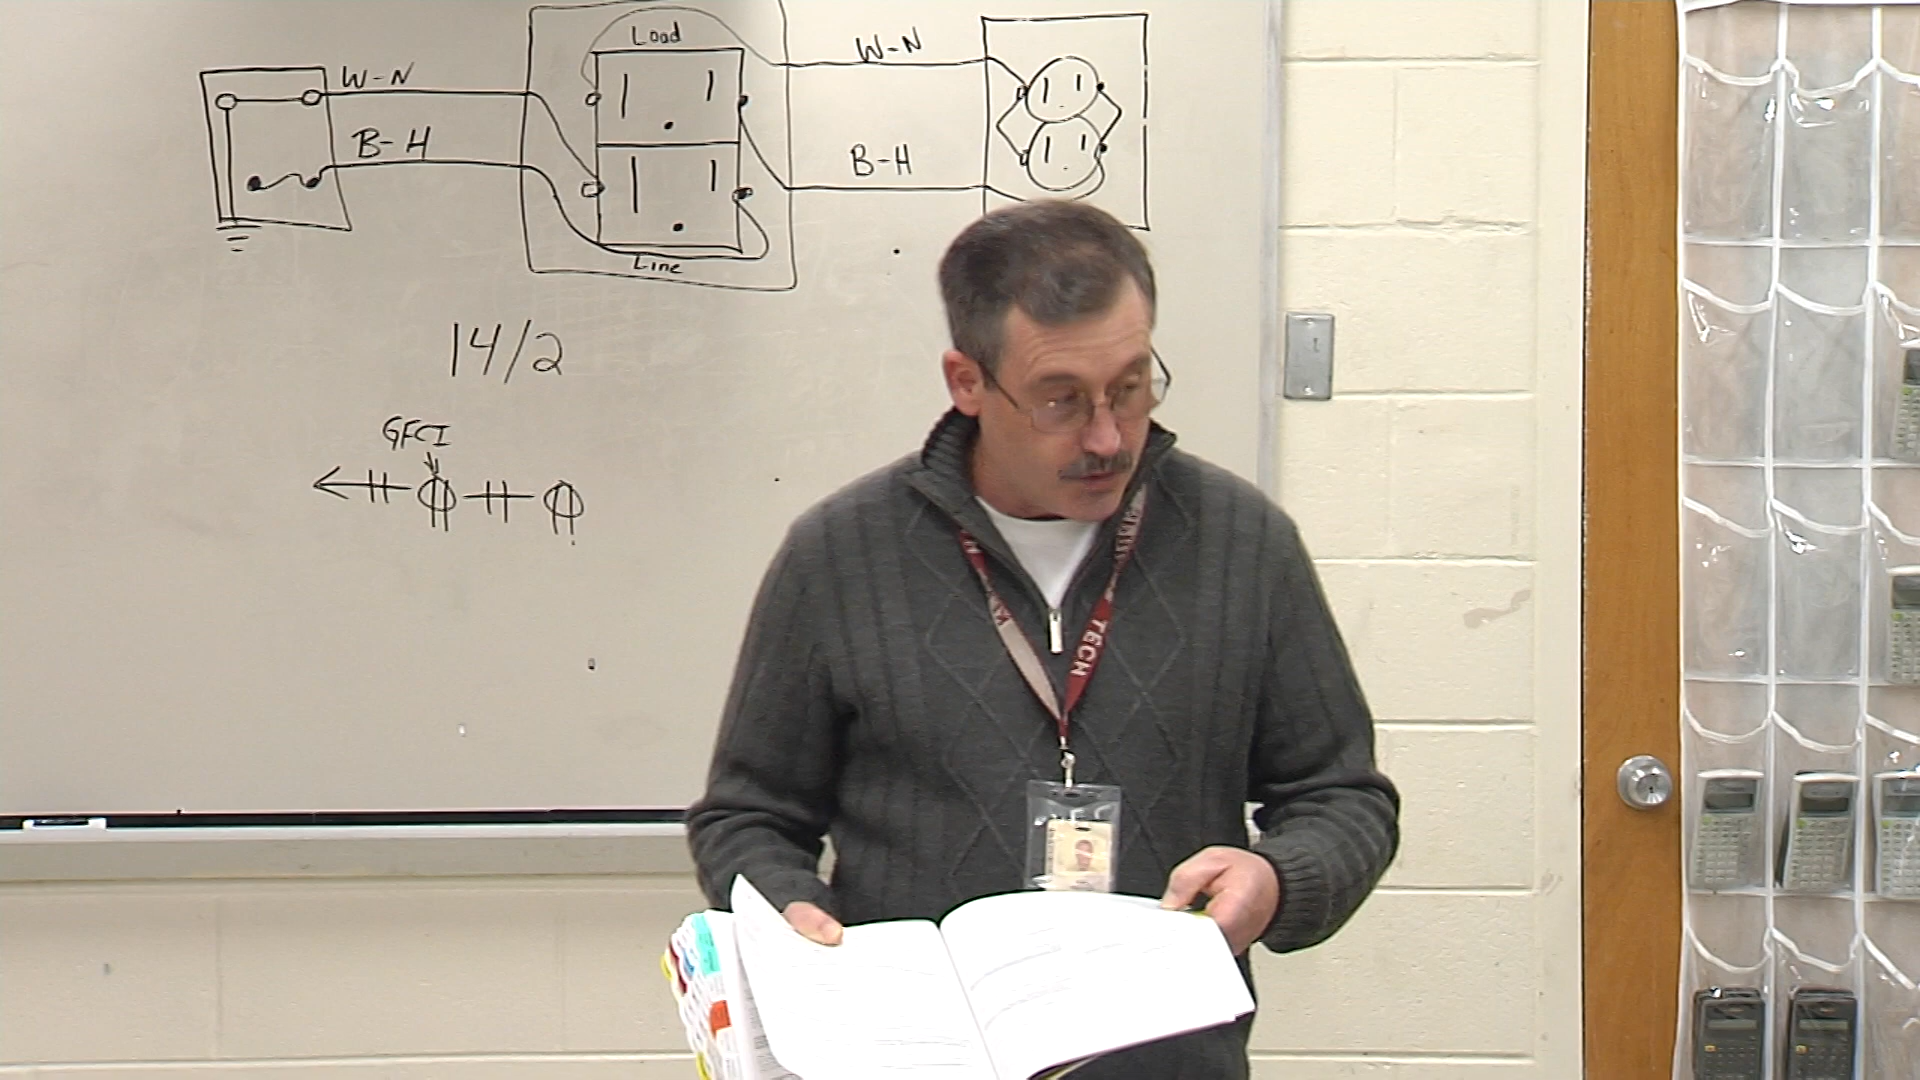 Load
W-N
W-N
B-H
B-H
Line
14/2
GFCI
TECH